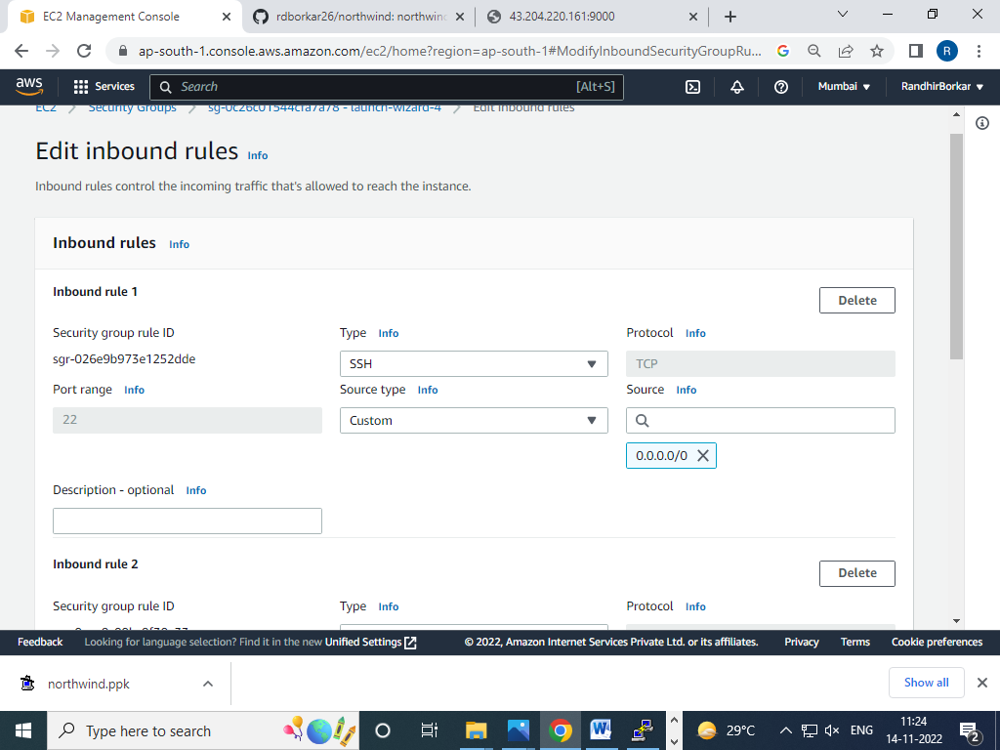 EC2 Management Console
rdborkar26/northwind: northwind
43.204.220.161:9000
ap-south-1.console.aws.amazon.com/ec2/home?region=ap-south-1#ModifyInboundSecurityGroupRu...
R
aws
Services
Search
[Alt+S]
Mumbai
RandhirBorkar
EC2
Security Groups
sg-0c26c01544cfa7a78 - launch-wizard-4
Edit inbound rules
Edit inbound rules Info
Inbound rules control the incoming traffic that's allowed to reach the instance.
Inbound rules Info
Inbound rule 1
Delete
Security group rule ID
Type Info
Protocol Info
sgr-026e9b973e1252dde
SSH
TCP
Port range Info
Source type Info
Source Info
22
Custom
0.0.0.0/0
Description - optional Info
Inbound rule 2
Delete
Security group rule ID
Type Info
Protocol Info
Feedback
Looking for language selection? Find it in the new Unified Settings
© 2022, Amazon Internet Services Private Ltd. or its affiliates.
Privacy
Terms
Cookie preferences
northwind.ppk
Show all
Type here to search
29°C
ENG
11:24
14-11-2022
2